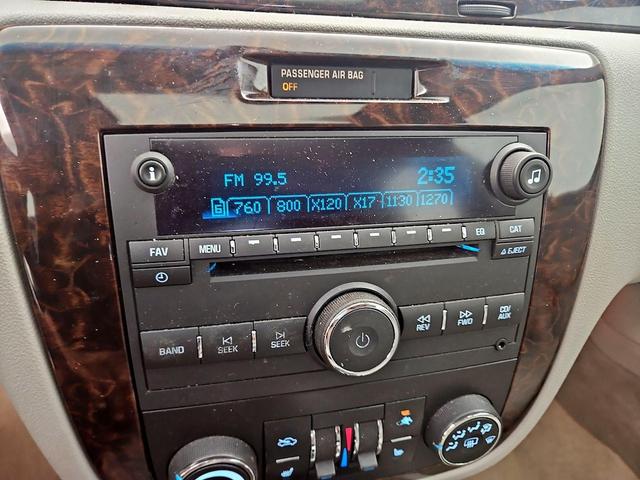 PASSENGER AIR BAG
OFF
FM 99.5 2:35
6 760 800 X120 X17 1130 1270
FAV MENU EQ CAT
EJECT
BAND SEEK SEEK REV FWD CD/AUX